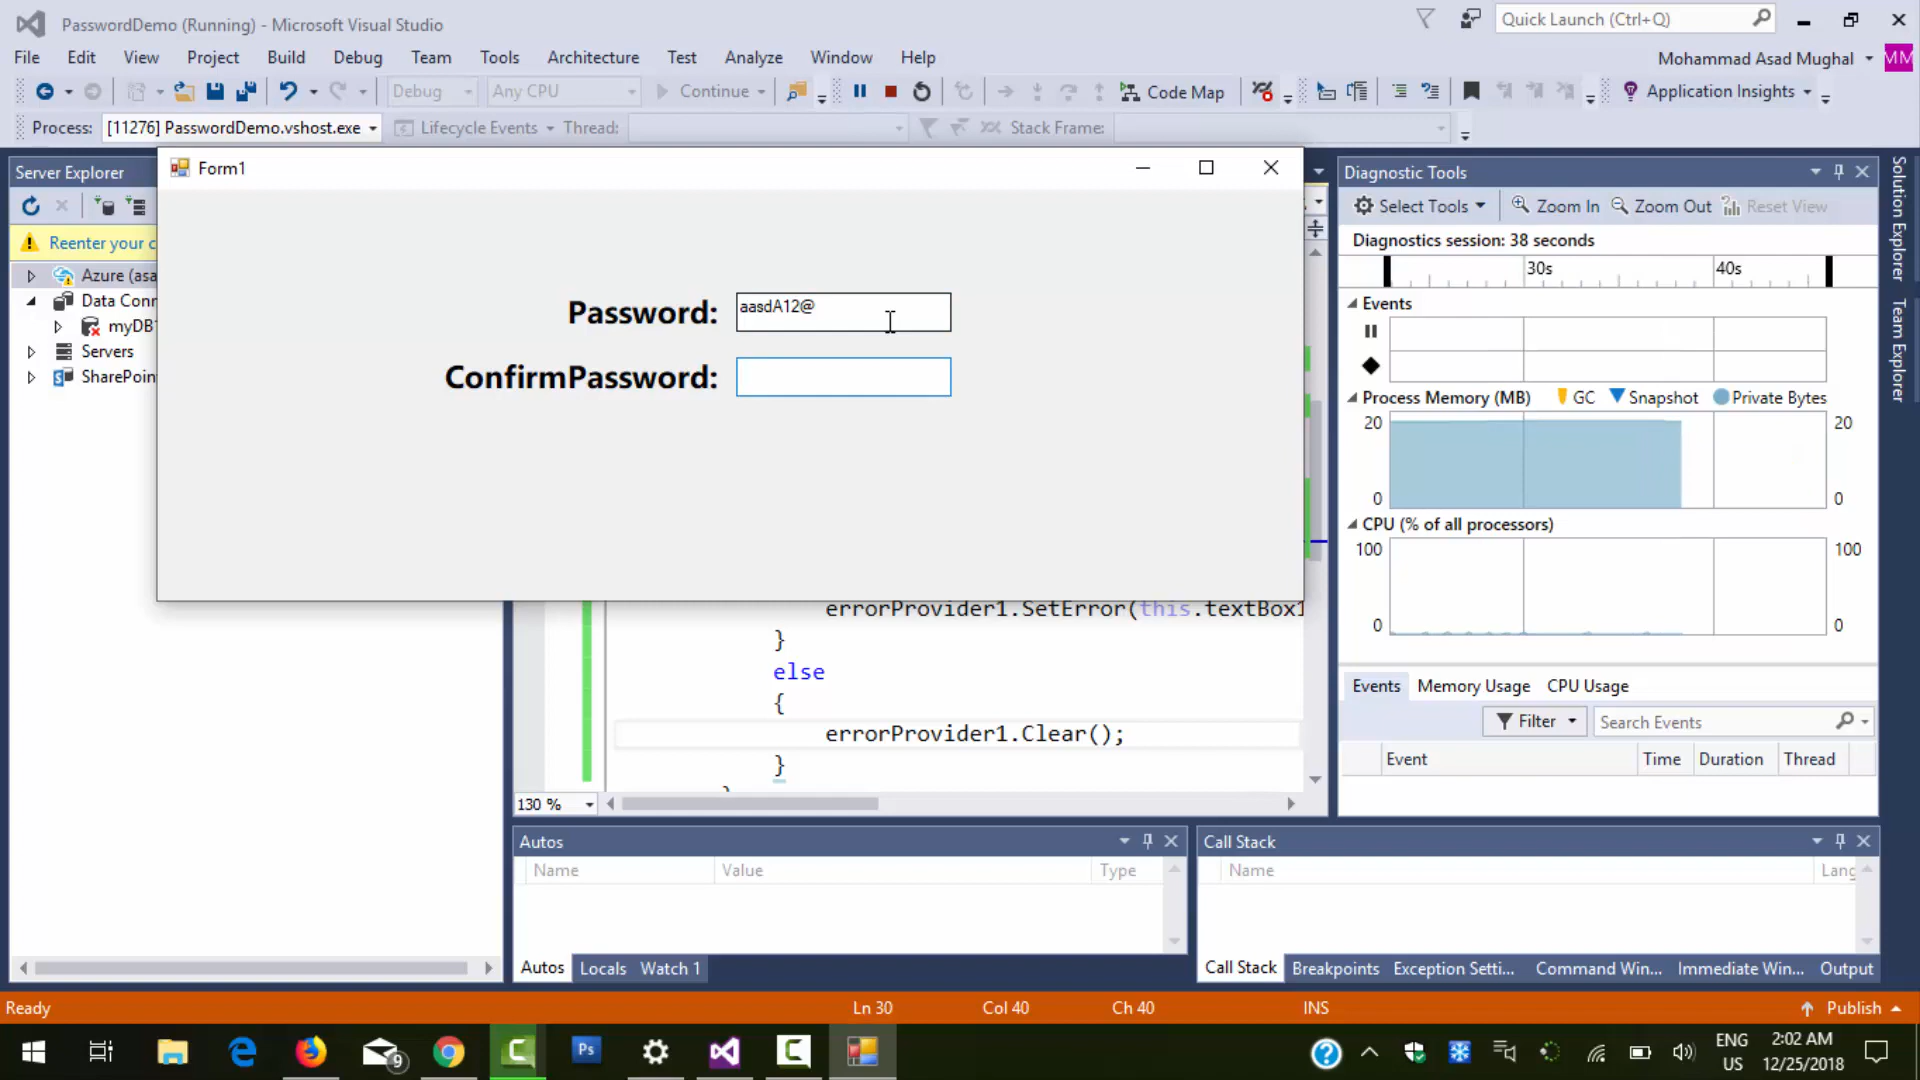 PasswordDemo (Running) - Microsoft Visual Studio
Quick Launch (Ctrl+Q)
File Edit View Project Build Debug Team Tools Architecture Test Analyze Window Help
Mohammad Asad Mughal MM
Debug Any CPU Continue Code Map Application Insights
Process: [11276] PasswordDemo.vshost.exe Lifecycle Events Thread: Stack Frame:
Server Explorer
Form1
Diagnostic Tools
Select Tools Zoom In Zoom Out Reset View
Reenter your c
Diagnostics session: 38 seconds
Azure (asa
30s 40s
Data Conn
Events
Password: aasdA12@
myDB
Servers
ConfirmPassword:
SharePoin
Process Memory (MB) GC Snapshot Private Bytes
20 20
0 0
CPU (% of all processors)
100 100
0 0
errorProvider1.SetError(this.textBox1
}
else
{
errorProvider1.Clear();
}
130 %
Events Memory Usage CPU Usage
Filter Search Events
Event Time Duration Thread
Solution Explorer
Team Explorer
Autos
Name Value Type
Call Stack
Name Lang
Autos Locals Watch 1
Call Stack Breakpoints Exception Setti... Command Win... Immediate Win... Output
Ready Ln 30 Col 40 Ch 40 INS Publish
9
Ps
ENG
US
2:02 AM
12/25/2018